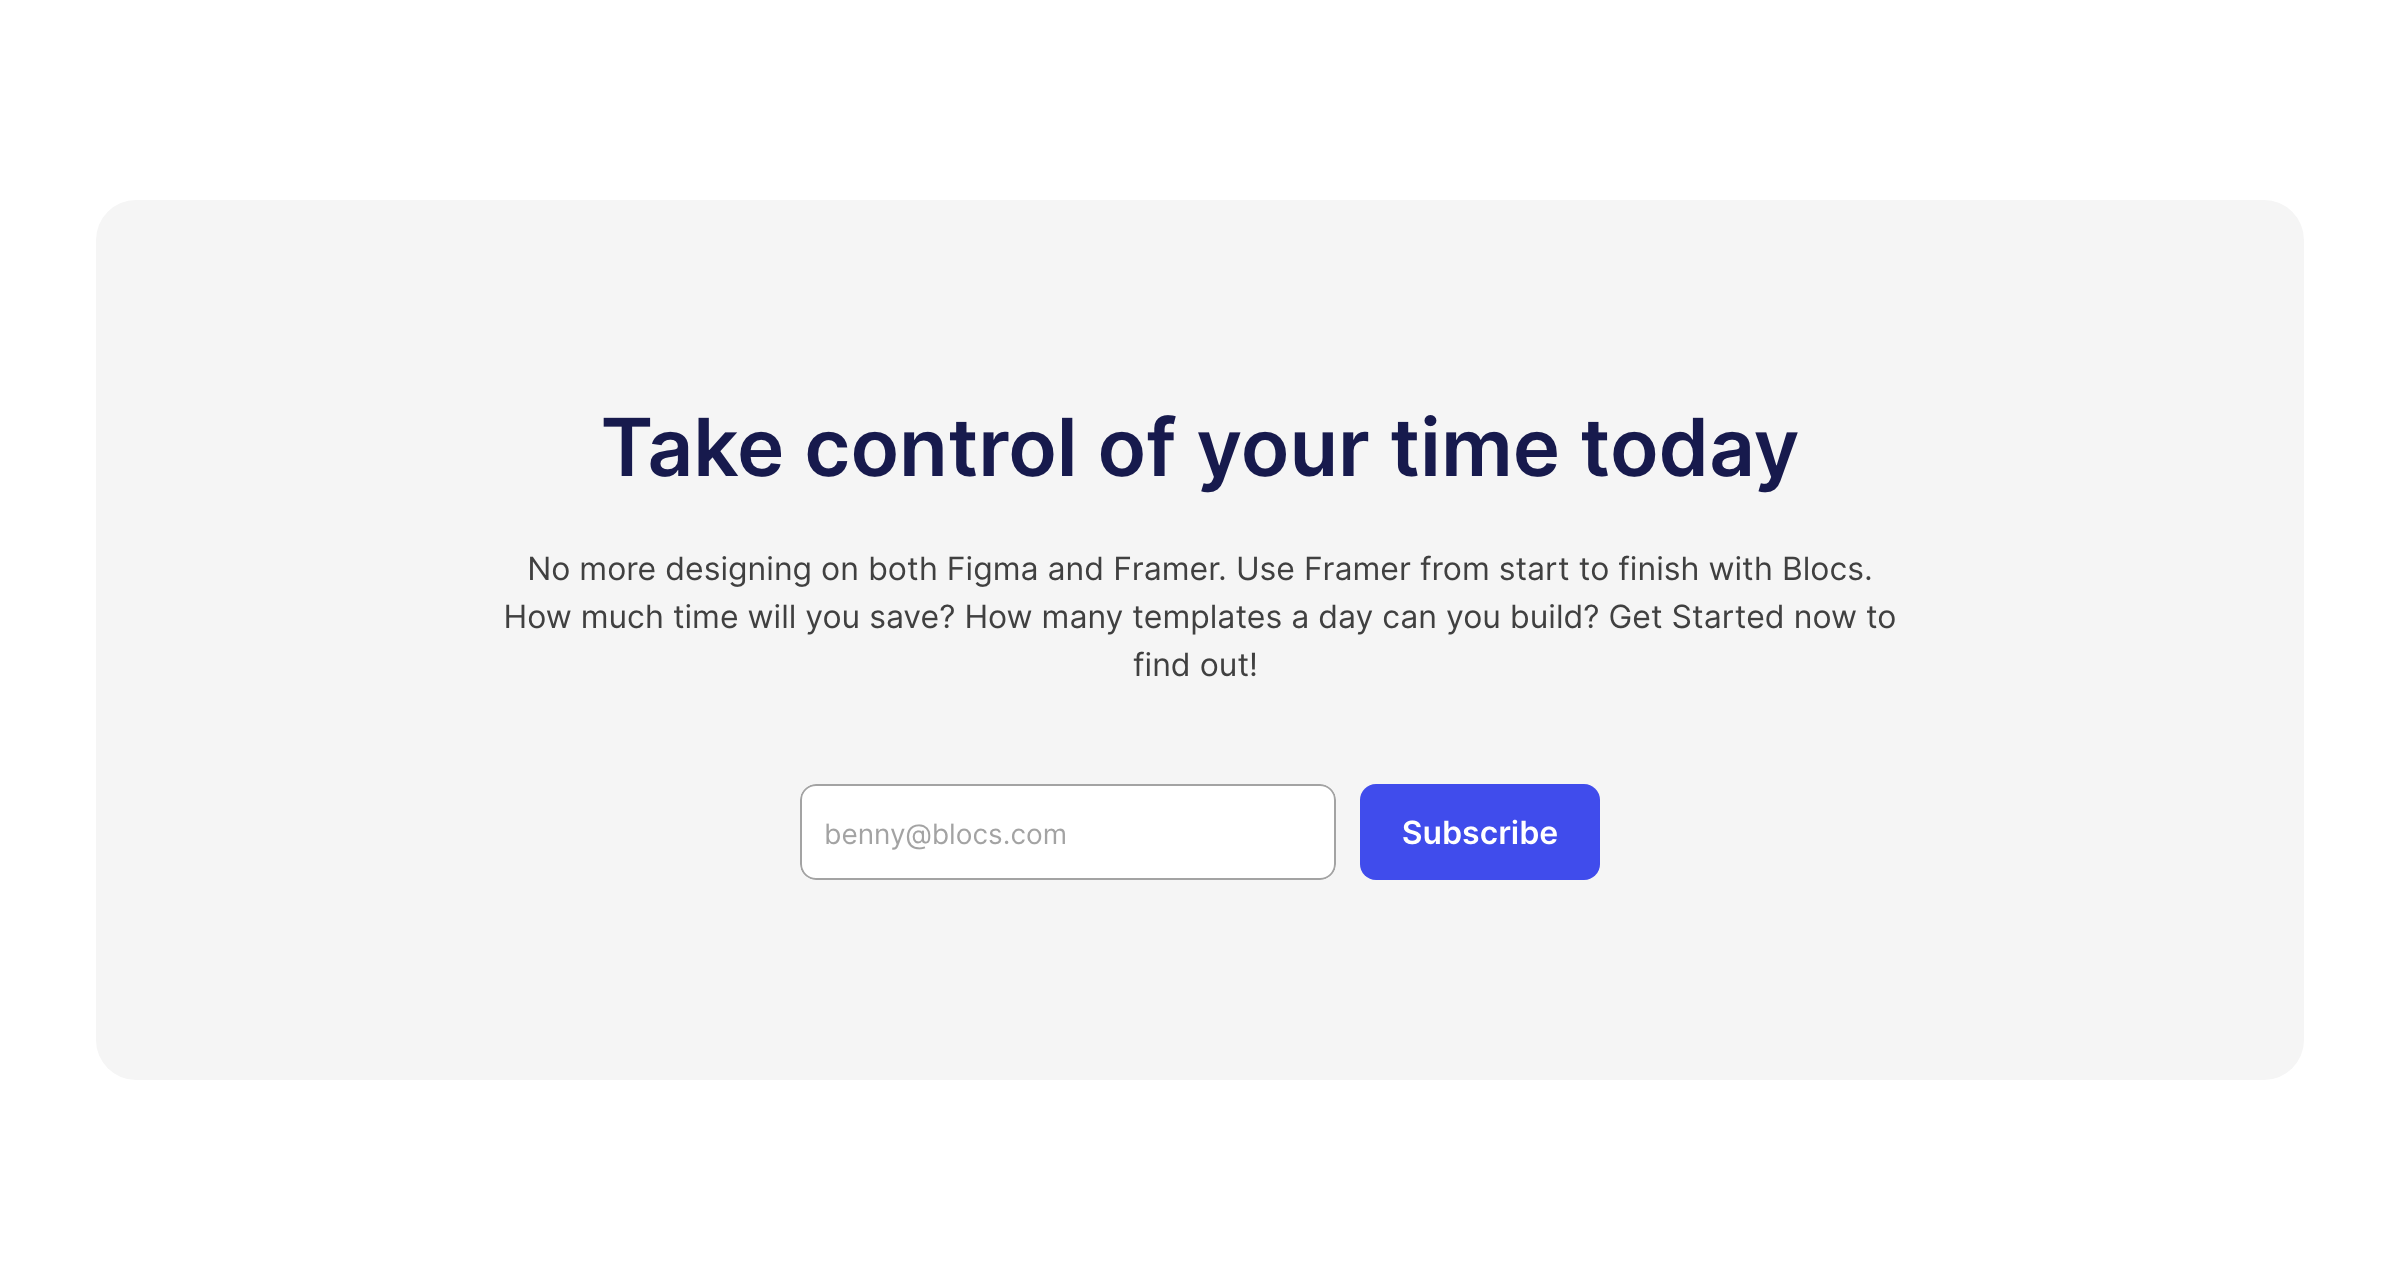 Take control of your time today
No more designing on both Figma and Framer. Use Framer from start to finish with Blocs.
How much time will you save? How many templates a day can you build? Get Started now to
find out!
benny@blocs.com
Subscribe